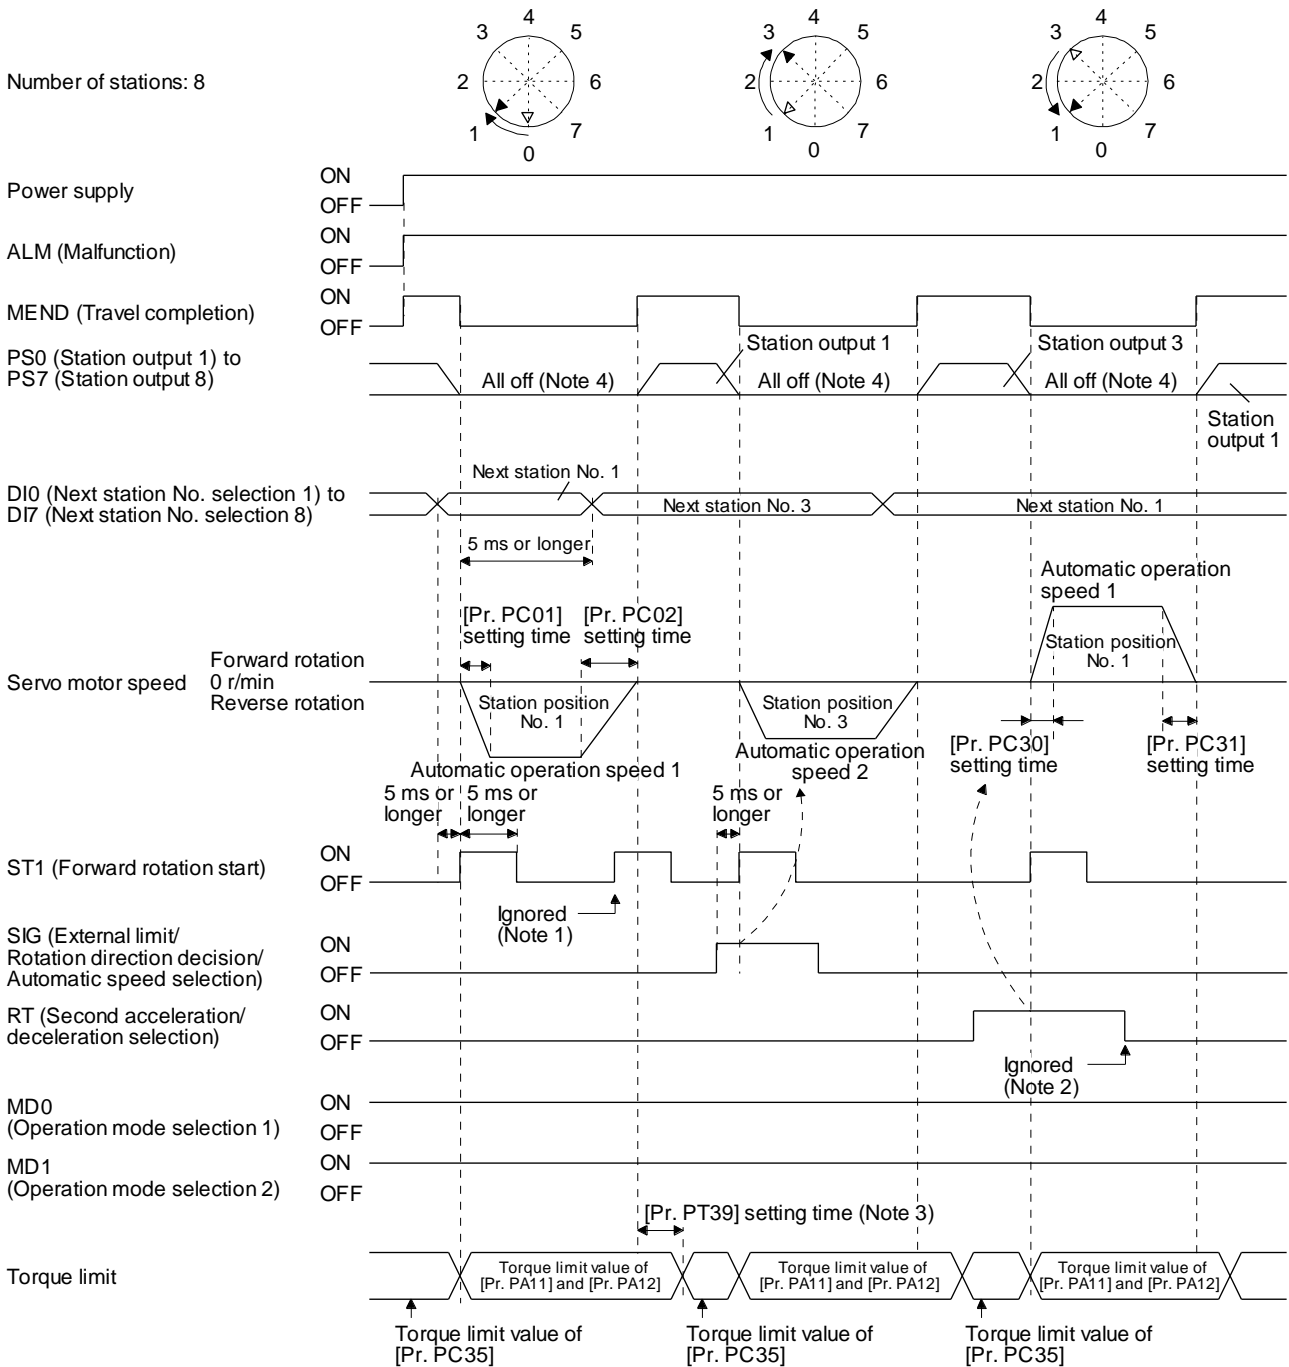 4 4 4
3 5 3 5 3 5
Number of stations: 8
2 6 2 6 2 6
1 7 1 7 1 7
0 0 0
Power supply
ON
OFF
ALM (Malfunction)
ON
OFF
MEND (Travel completion)
ON
OFF
PS0 (Station output 1) to
PS7 (Station output 8)
All off (Note 4)
Station output 1
All off (Note 4)
Station output 3
All off (Note 4)
Station
output 1
DI0 (Next station No. selection 1) to
DI7 (Next station No. selection 8)
Next station No. 1
Next station No. 3
Next station No. 1
5 ms or longer
Automatic operation
speed 1
[Pr. PC01]
setting time
[Pr. PC02]
setting time
Servo motor speed
Forward rotation
0 r/min
Reverse rotation
Station position
No. 1
Station position
No. 3
Station position
No. 1
Automatic operation speed 1
Automatic operation
speed 2
[Pr. PC30]
setting time
[Pr. PC31]
setting time
5 ms or
longer
5 ms or
longer
5 ms or
longer
ST1 (Forward rotation start)
ON
OFF
Ignored
(Note 1)
SIG (External limit/
Rotation direction decision/
Automatic speed selection)
ON
OFF
RT (Second acceleration/
deceleration selection)
ON
OFF
Ignored
(Note 2)
MD0
(Operation mode selection 1)
ON
OFF
MD1
(Operation mode selection 2)
ON
OFF
[Pr. PT39] setting time (Note 3)
Torque limit
Torque limit value of
[Pr. PA11] and [Pr. PA12]
Torque limit value of
[Pr. PA11] and [Pr. PA12]
Torque limit value of
[Pr. PA11] and [Pr. PA12]
Torque limit value of
[Pr. PC35]
Torque limit value of
[Pr. PC35]
Torque limit value of
[Pr. PC35]